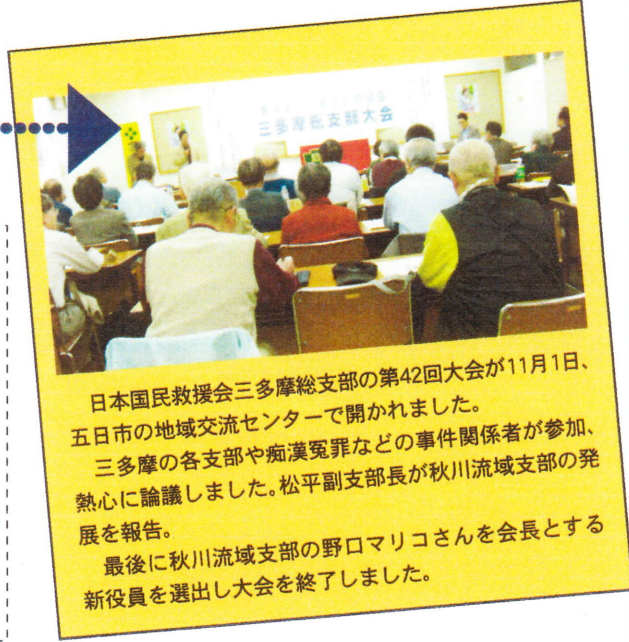 三多摩総支部大会
日本国民救援会三多摩総支部の第42回大会が11月1日、
五日市の地域交流センターで開かれました。
三多摩の各支部や痴漢冤罪などの事件関係者が参加、
熱心に論議しました。松平副支部長が秋川流域支部の発
展を報告。
最後に秋川流域支部の野口マリコさんを会長とする
新役員を選出し大会を終了しました。